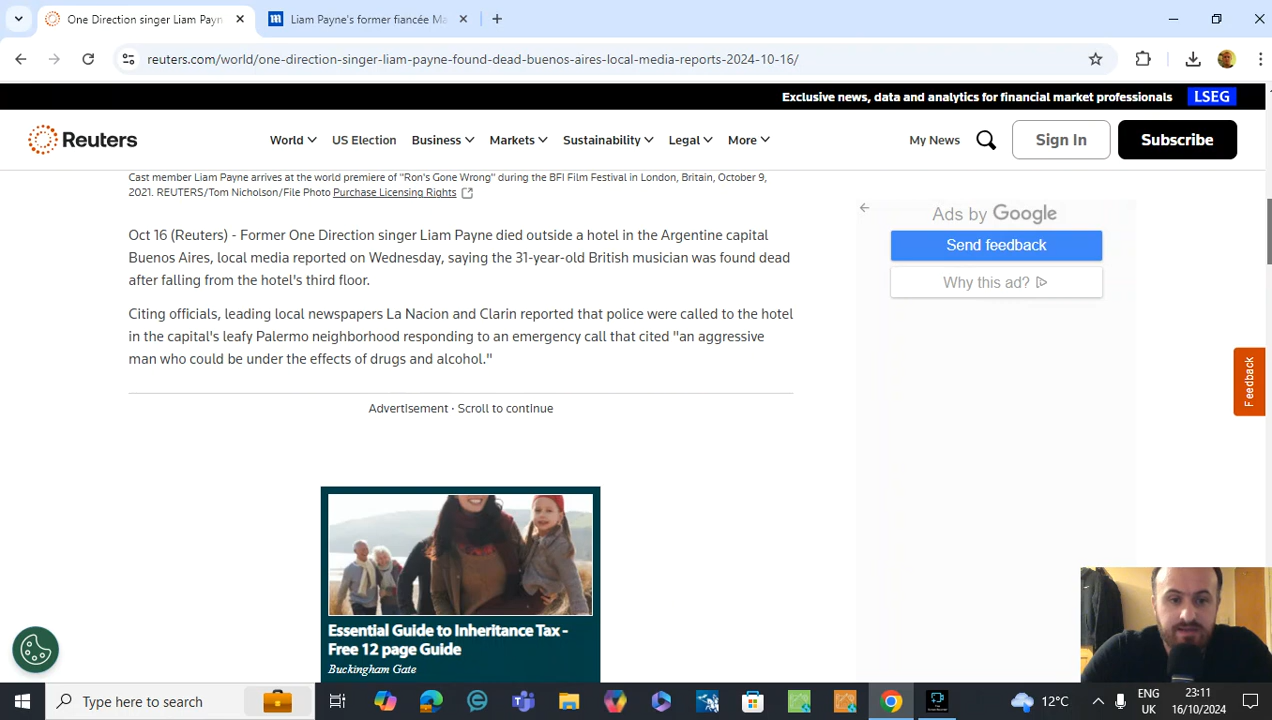 One Direction singer Liam Payn
Liam Payne's former fiancée Ma
reuters.com/world/one-direction-singer-liam-payne-found-dead-buenos-aires-local-media-reports-2024-10-16/
Exclusive news, data and analytics for financial market professionals LSEG
Reuters
World US Election Business Markets Sustainability Legal More
My News Sign In Subscribe
Cast member Liam Payne arrives at the world premiere of "Ron's Gone Wrong" during the BFI Film Festival in London, Britain, October 9,
2021. REUTERS/Tom Nicholson/File Photo Purchase Licensing Rights
Oct 16 (Reuters) - Former One Direction singer Liam Payne died outside a hotel in the Argentine capital
Buenos Aires, local media reported on Wednesday, saying the 31-year-old British musician was found dead
after falling from the hotel's third floor.
Citing officials, leading local newspapers La Nacion and Clarin reported that police were called to the hotel
in the capital's leafy Palermo neighborhood responding to an emergency call that cited "an aggressive
man who could be under the effects of drugs and alcohol."
Advertisement · Scroll to continue
Essential Guide to Inheritance Tax -
Free 12 page Guide
Buckingham Gate
Ads by Google
Send feedback
Why this ad?
Feedback
Type here to search
12°C
ENG
UK
23:11
16/10/2024